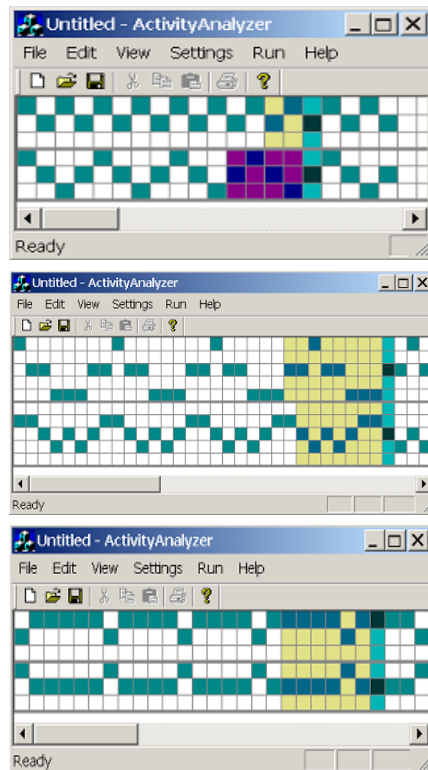 Untitled - ActivityAnalyzer
File Edit View Settings Run Help
Ready
Untitled - ActivityAnalyzer
File Edit View Settings Run Help
Ready
Untitled - ActivityAnalyzer
File Edit View Settings Run Help
Ready